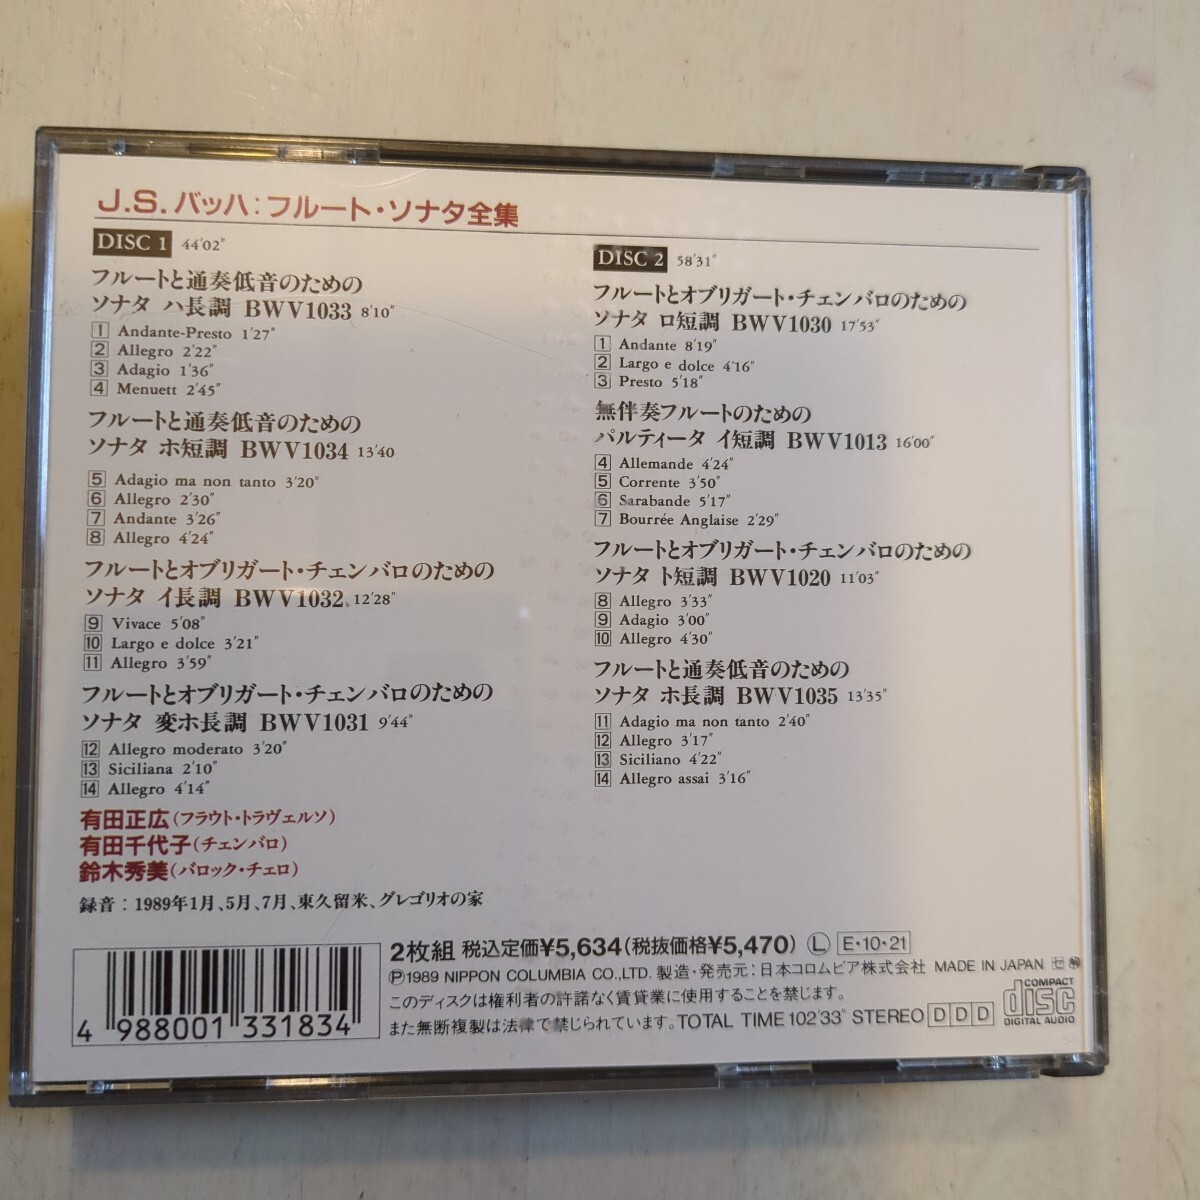 J.S. バッハ：フルート・ソナタ全集
DISC 1 44'02"
フルートと通奏低音のための
ソナタ ハ長調 BWV1033 8'10"
1 Andante-Presto 1'27"
2 Allegro 2'22"
3 Adagio 1'36"
4 Menuett 2'45"
フルートと通奏低音のための
ソナタ ホ短調 BWV1034 13'40
5 Adagio ma non tanto 3'20"
6 Allegro 2'30"
7 Andante 3'26"
8 Allegro 4'24"
フルートとオブリガート・チェンバロのための
ソナタ イ長調 BWV1032 12'28"
9 Vivace 5'08"
10 Largo e dolce 3'21"
11 Allegro 3'59"
フルートとオブリガート・チェンバロのための
ソナタ 変ホ長調 BWV1031 9'44"
12 Allegro moderato 3'20"
13 Siciliana 2'10"
14 Allegro 4'14"
有田正広(フラウト・トラヴェルソ)
有田千代子(チェンバロ)
鈴木秀美(バロック・チェロ)
録音：1989年1月、5月、7月、東久留米、グレゴリオの家
DISC 2 58'31"
フルートとオブリガート・チェンバロのための
ソナタ ロ短調 BWV1030 17'53"
1 Andante 8'19"
2 Largo e dolce 4'16"
3 Presto 5'18"
無伴奏フルートのための
パルティータ イ短調 BWV1013 16'00"
4 Allemande 4'24"
5 Corrente 3'50"
6 Sarabande 5'17"
7 Bourrée Anglaise 2'29"
フルートとオブリガート・チェンバロのための
ソナタ ト短調 BWV1020 11'03"
8 Allegro 3'33"
9 Adagio 3'00"
10 Allegro 4'30"
フルートと通奏低音のための
ソナタ ホ長調 BWV1035 13'35"
11 Adagio ma non tanto 2'40"
12 Allegro 3'17"
13 Siciliano 4'22"
14 Allegro assai 3'16"
2枚組 税込定価¥5,634(税抜価格¥5,470) Ⓛ E・10・21
Ⓟ1989 NIPPON COLUMBIA CO.,LTD. 製造・発売元：日本コロムビア株式会社 MADE IN JAPAN
このディスクは権利者の許諾なく賃貸業に使用することを禁じます。
また無断複製は法律で禁じられています。TOTAL TIME 102'33" STEREO DDD
COMPACT
disc
DIGITAL AUDIO
4 988001 331834